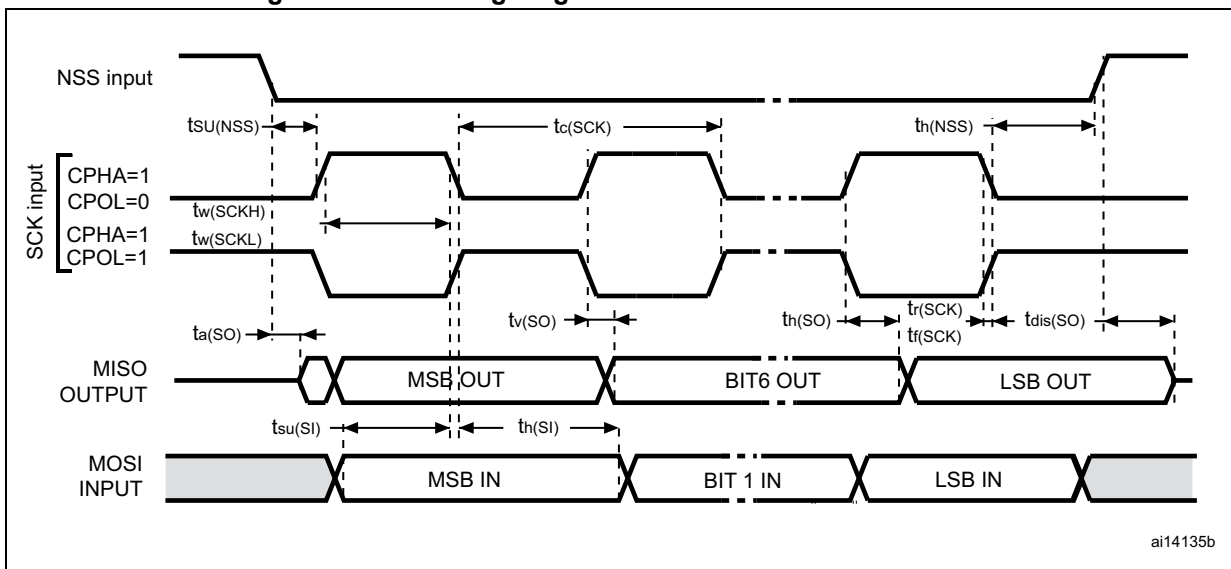 NSS input
tSU(NSS)
tc(SCK)
th(NSS)
SCK input
CPHA=1
CPOL=0
tw(SCKH)
CPHA=1
tw(SCKL)
CPOL=1
ta(SO)
tv(SO)
th(SO)
tr(SCK)
tf(SCK)
tdis(SO)
MISO
OUTPUT
MSB OUT
BIT6 OUT
LSB OUT
tsu(SI)
th(SI)
MOSI
INPUT
MSB IN
BIT 1 IN
LSB IN
ai14135b